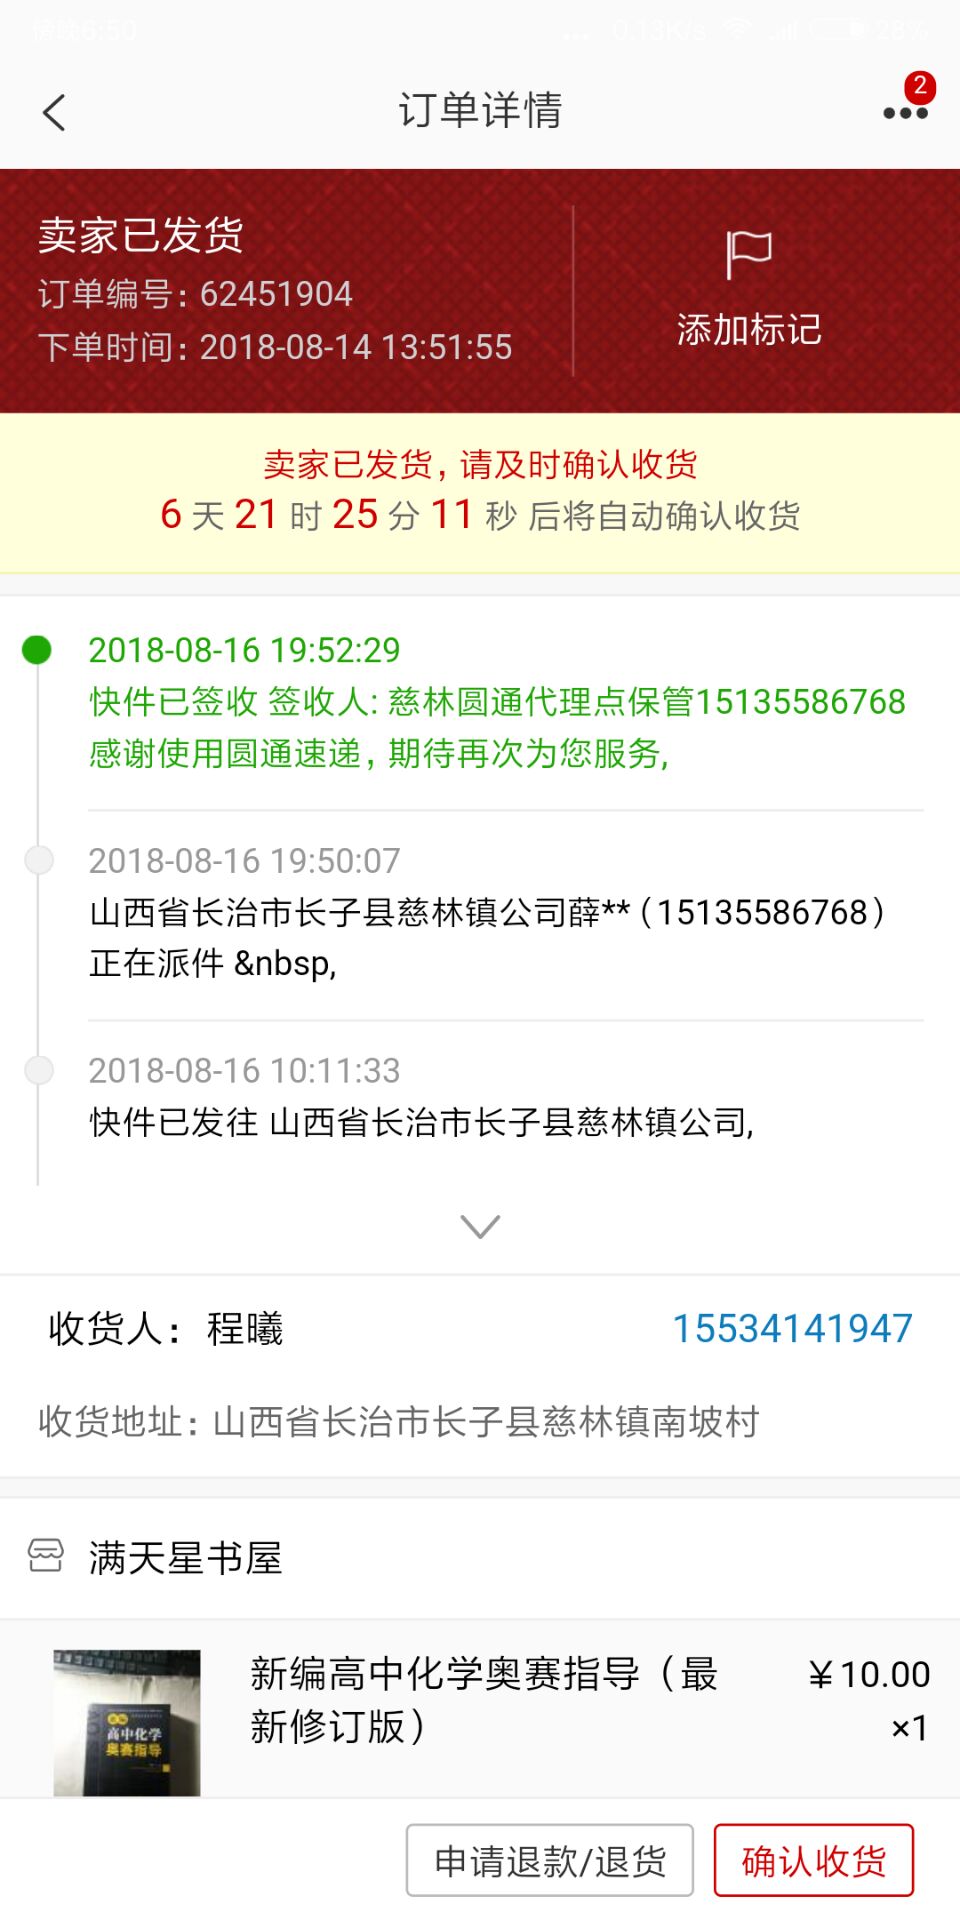 傍晚6:50
... 0.13K/s 28%
订单详情
2
卖家已发货
订单编号: 62451904
下单时间: 2018-08-14 13:51:55
添加标记
卖家已发货, 请及时确认收货
6 天 21 时 25 分 11 秒 后将自动确认收货
2018-08-16 19:52:29
快件已签收 签收人: 慈林圆通代理点保管15135586768
感谢使用圆通速递, 期待再次为您服务,
2018-08-16 19:50:07
山西省长治市长子县慈林镇公司薛** (15135586768)
正在派件 &nbsp,
2018-08-16 10:11:33
快件已发往 山西省长治市长子县慈林镇公司,
收货人: 程曦 15534141947
收货地址: 山西省长治市长子县慈林镇南坡村
满天星书屋
新编高中化学奥赛指导（最 ¥10.00
新修订版） ×1
新编
高中化学
奥赛指导
申请退款/退货 确认收货